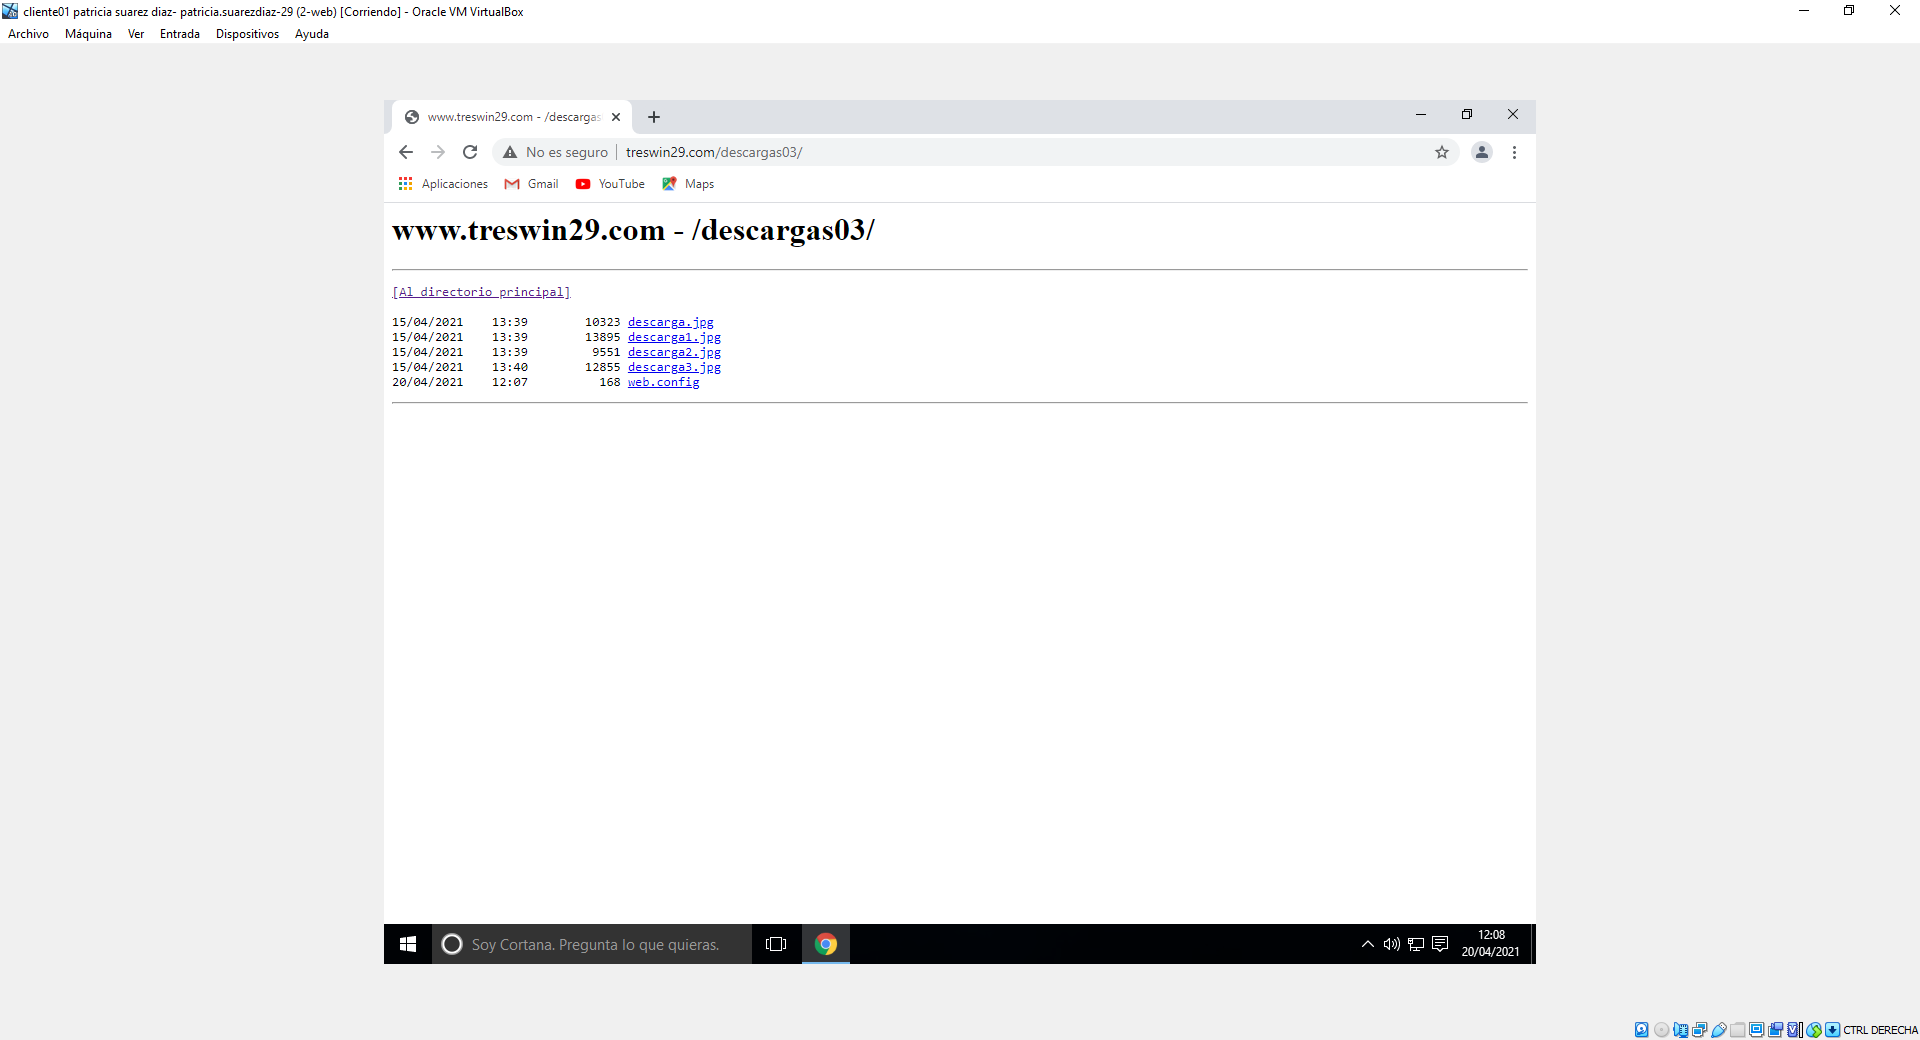 cliente01 patricia suarez diaz- patricia.suarezdiaz-29 (2-web) [Corriendo] - Oracle VM VirtualBox
Archivo Máquina Ver Entrada Dispositivos Ayuda
www.treswin29.com - /descargas
No es seguro treswin29.com/descargas03/
Aplicaciones Gmail YouTube Maps
www.treswin29.com - /descargas03/
[Al directorio principal]
15/04/2021 13:39 10323 descarga.jpg
15/04/2021 13:39 13895 descarga1.jpg
15/04/2021 13:39 9551 descarga2.jpg
15/04/2021 13:40 12855 descarga3.jpg
20/04/2021 12:07 168 web.config
Soy Cortana. Pregunta lo que quieras.
12:08
20/04/2021
CTRL DERECHA